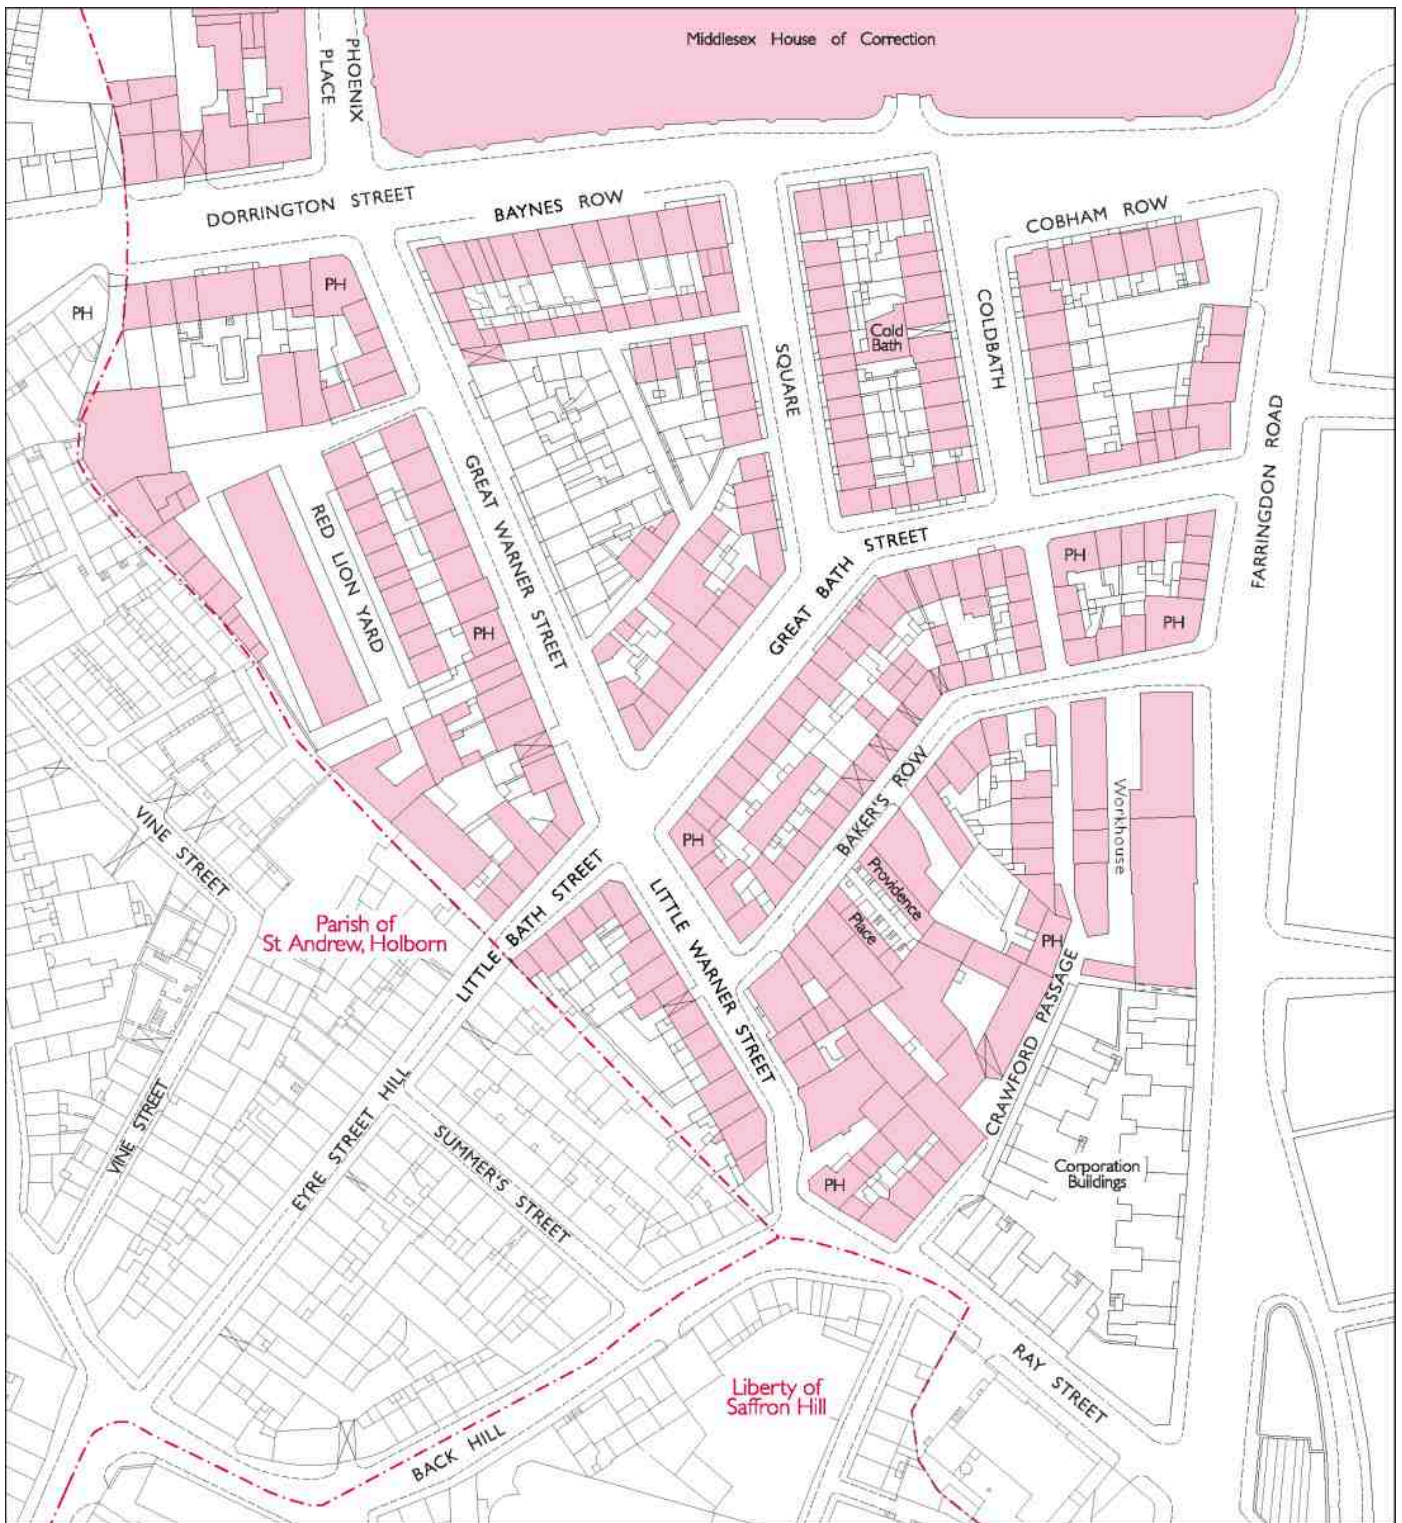 Middlesex House of Correction
PHOENIX
PLACE
DORRINGTON STREET
BAYNES ROW
COBHAM ROW
PH
PH
Cold
Bath
COLDBATH
SQUARE
FARRINGDON ROAD
GREAT WARNER STREET
RED LION YARD
GREAT BATH STREET
PH
PH
PH
PH
BAKER'S ROW
Workhouse
VINE STREET
Providence
Place
LITTLE BATH STREET
LITTLE WARNER STREET
Parish of
St Andrew, Holborn
PH
CRAWFORD PASSAGE
VINE STREET
EYRE STREET HILL
SUMMER'S STREET
Corporation
Buildings
PH
RAY STREET
Liberty of
Saffron Hill
BACK HILL